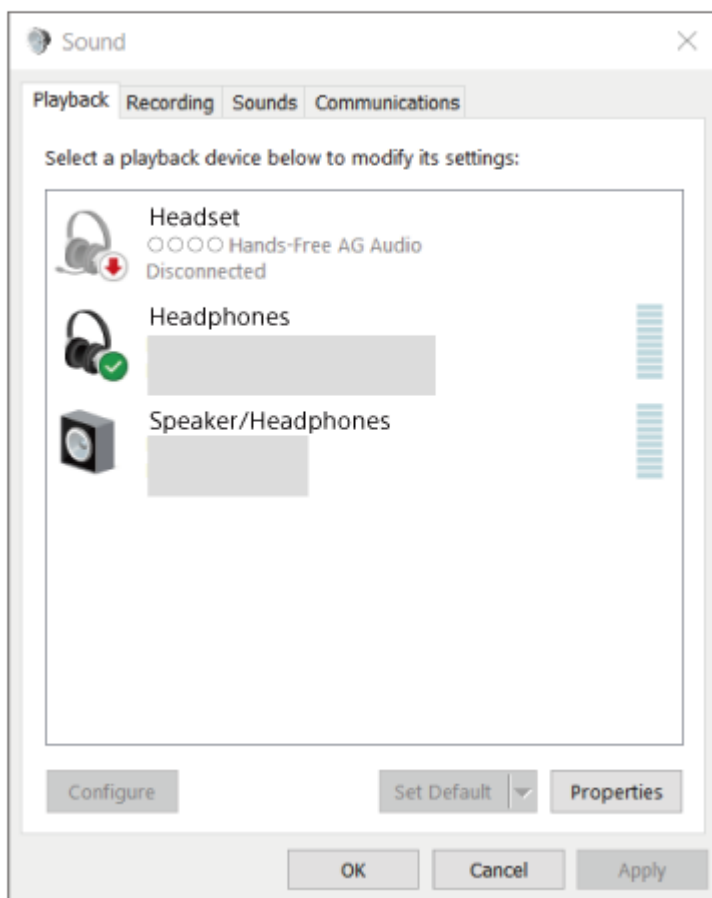 Sound
Playback Recording Sounds Communications
Select a playback device below to modify its settings:
Headset
○○○○ Hands-Free AG Audio
Disconnected
Headphones
Speaker/Headphones
Configure Set Default Properties
OK Cancel Apply